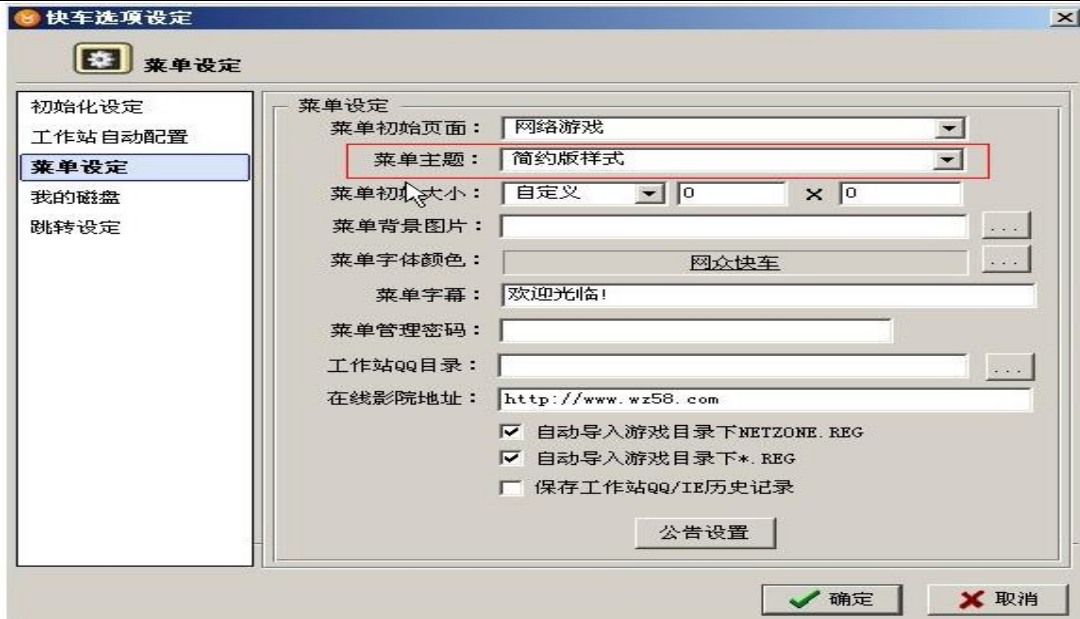 快车选项设定
菜单设定
初始化设定
工作站自动配置
菜单设定
我的磁盘
跳转设定
菜单设定
菜单初始页面： 网络游戏
菜单主题： 简约版样式
菜单初始大小： 自定义 0 × 0
菜单背景图片： ...
菜单字体颜色： 网众快车 ...
菜单字幕： 欢迎光临!
菜单管理密码：
工作站QQ目录： ...
在线影院地址： http://www.wz58.com
自动导入游戏目录下NETZONE.REG
自动导入游戏目录下*.REG
保存工作站QQ/IE历史记录
公告设置
确定 取消